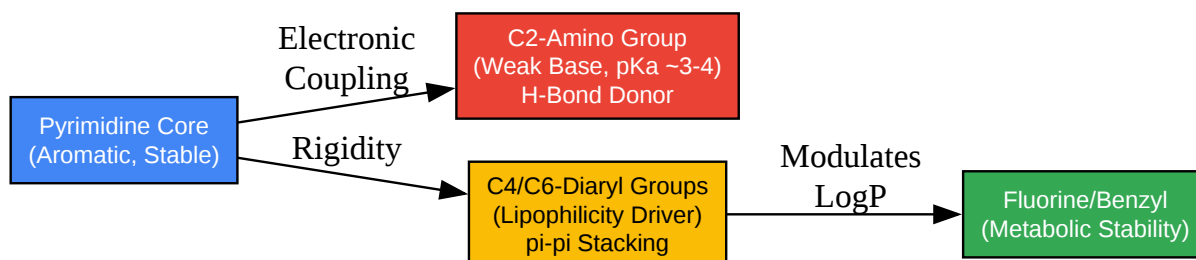 Pyrimidine Core
(Aromatic, Stable)
Electronic
Coupling
C2-Amino Group
(Weak Base, pKa ~3-4)
H-Bond Donor
Rigidity
C4/C6-Diaryl Groups
(Lipophilicity Driver)
pi-pi Stacking
Modulates
LogP
Fluorine/Benzyl
(Metabolic Stability)